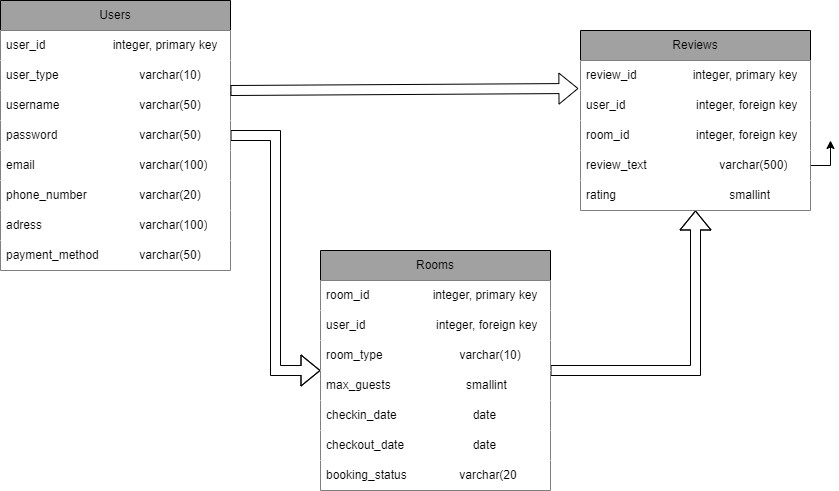 Users
user_id integer, primary key
user_type varchar(10)
username varchar(50)
password varchar(50)
email varchar(100)
phone_number varchar(20)
adress varchar(100)
payment_method varchar(50)
Reviews
review_id integer, primary key
user_id integer, foreign key
room_id integer, foreign key
review_text varchar(500)
rating smallint
Rooms
room_id integer, primary key
user_id integer, foreign key
room_type varchar(10)
max_guests smallint
checkin_date date
checkout_date date
booking_status varchar(20